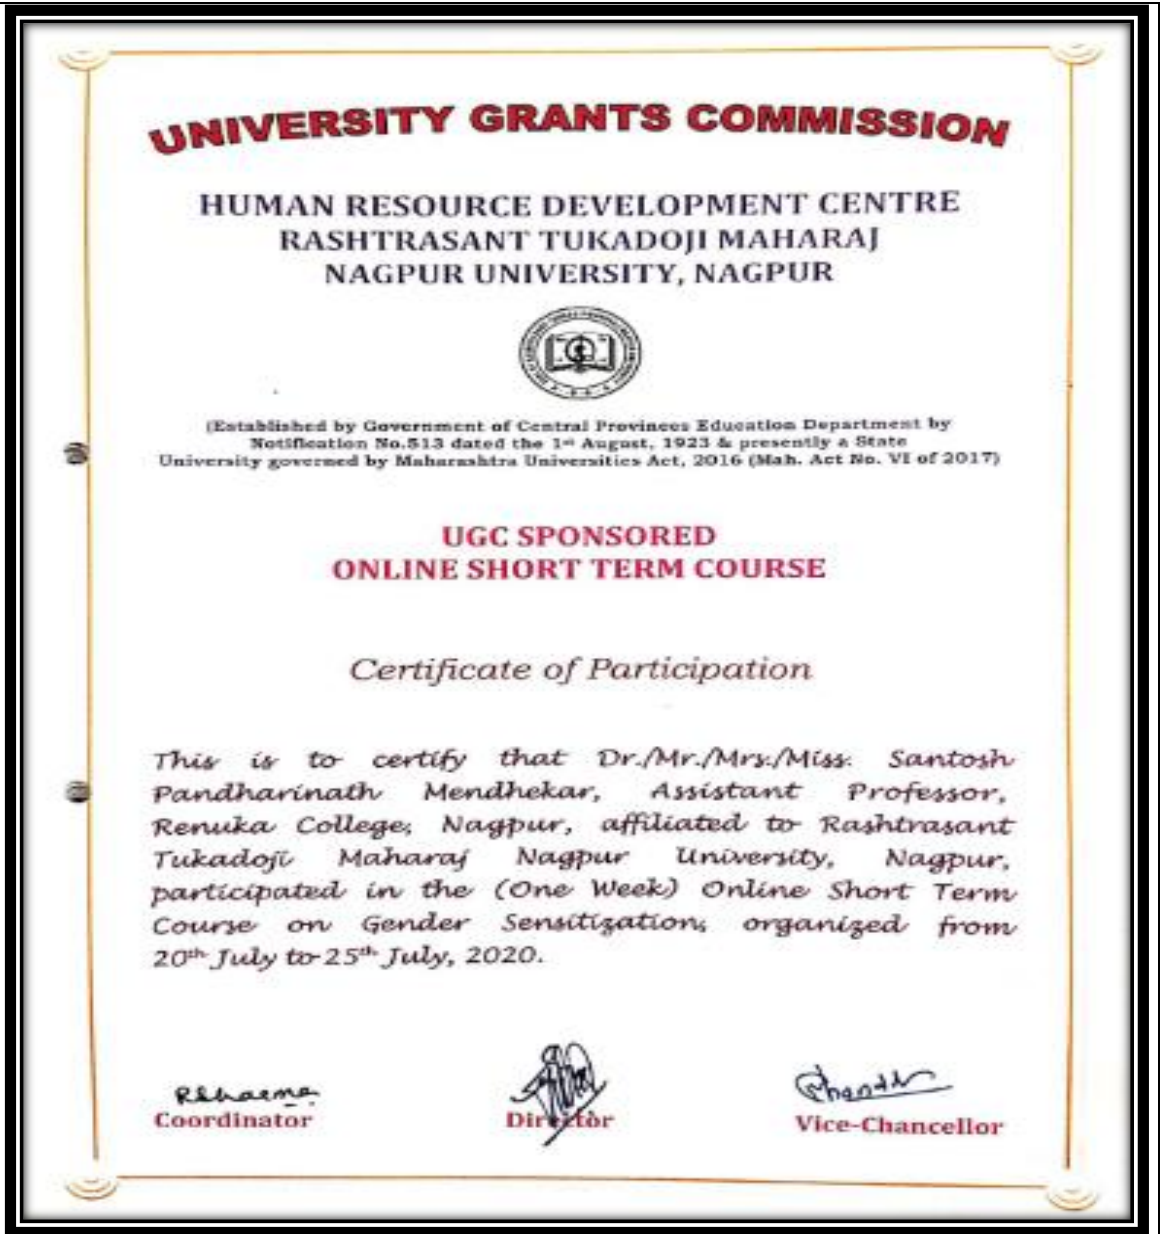 UNIVERSITY GRANTS COMMISSION
HUMAN RESOURCE DEVELOPMENT CENTRE
RASHTRASANT TUKADOJI MAHARAJ
NAGPUR UNIVERSITY, NAGPUR
(Established by Government of Central Provinces Education Department by
Notification No.513 dated the 1st August, 1923 & presently a State
University governed by Maharashtra Universities Act, 2016 (Mah. Act No. VI of 2017)
UGC SPONSORED
ONLINE SHORT TERM COURSE
Certificate of Participation
This is to certify that Dr./Mr./Mrs./Miss. Santosh
Pandharinath Mendhekar, Assistant Professor,
Renuka College, Nagpur, affiliated to Rashtrasant
Tukadoji Maharaj Nagpur University, Nagpur,
participated in the (One Week) Online Short Term
Course on Gender Sensitization, organized from
20th July to 25th July, 2020.
Coordinator
Director
Vice-Chancellor